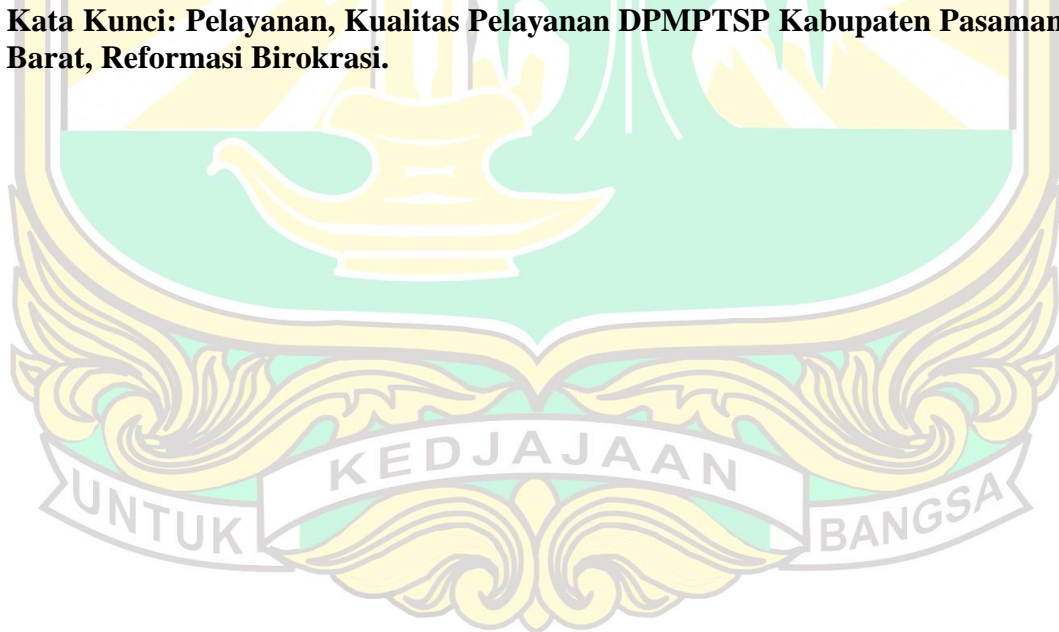 Kata Kunci: Pelayanan, Kualitas Pelayanan DPMPTSP Kabupaten Pasaman
Barat, Reformasi Birokrasi.
UNTUK KEDJAJAAN BANGSA